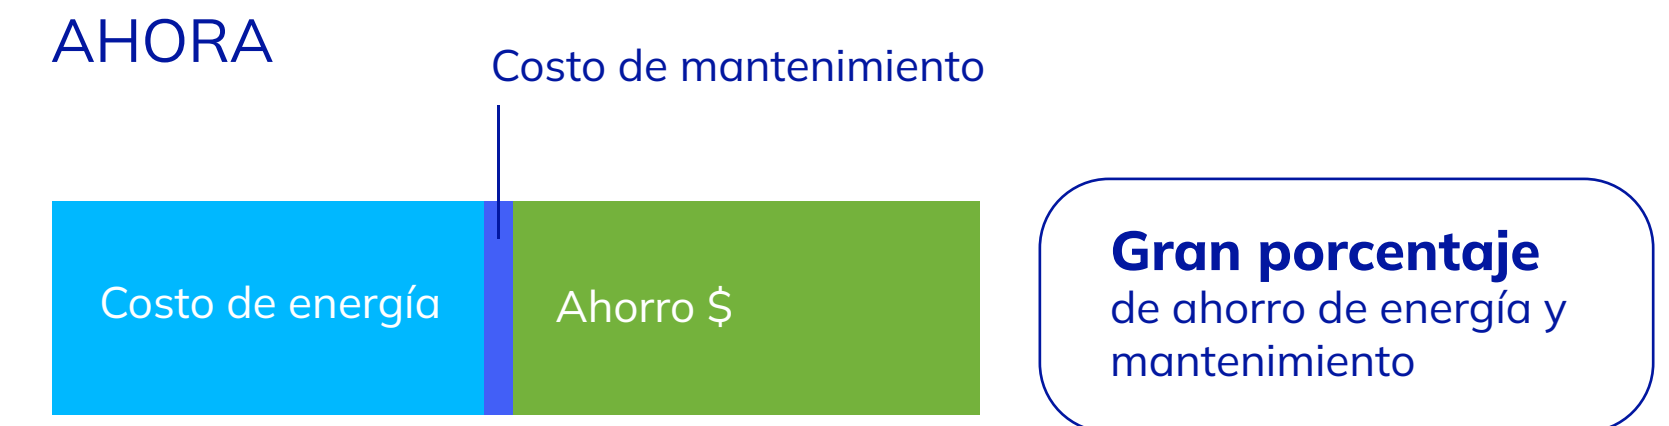 AHORA
Costo de mantenimiento
Costo de energía
Ahorro $
Gran porcentaje
de ahorro de energía y
mantenimiento